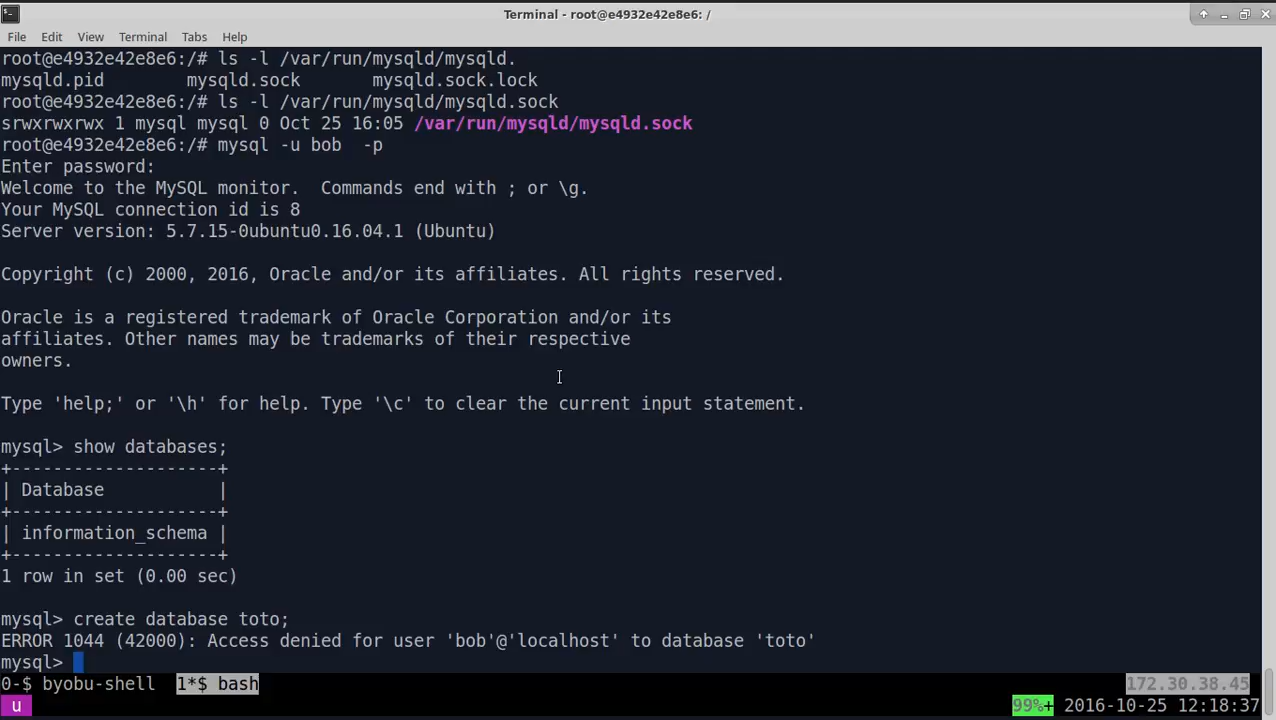 Terminal - root@e4932e42e8e6: /
File Edit View Terminal Tabs Help
root@e4932e42e8e6:/# ls -l /var/run/mysqld/mysqld.
mysqld.pid        mysqld.sock       mysqld.sock.lock
root@e4932e42e8e6:/# ls -l /var/run/mysqld/mysqld.sock
srwxrwxrwx 1 mysql mysql 0 Oct 25 16:05 /var/run/mysqld/mysqld.sock
root@e4932e42e8e6:/# mysql -u bob  -p
Enter password:
Welcome to the MySQL monitor.  Commands end with ; or \g.
Your MySQL connection id is 8
Server version: 5.7.15-0ubuntu0.16.04.1 (Ubuntu)
Copyright (c) 2000, 2016, Oracle and/or its affiliates. All rights reserved.
Oracle is a registered trademark of Oracle Corporation and/or its
affiliates. Other names may be trademarks of their respective
owners.
Type 'help;' or '\h' for help. Type '\c' to clear the current input statement.
mysql> show databases;
+--------------------+
| Database           |
+--------------------+
| information_schema |
+--------------------+
1 row in set (0.00 sec)
mysql> create database toto;
ERROR 1044 (42000): Access denied for user 'bob'@'localhost' to database 'toto'
mysql>
0-$ byobu-shell  1*$ bash 172.30.38.45
u 99%+ 2016-10-25 12:18:37